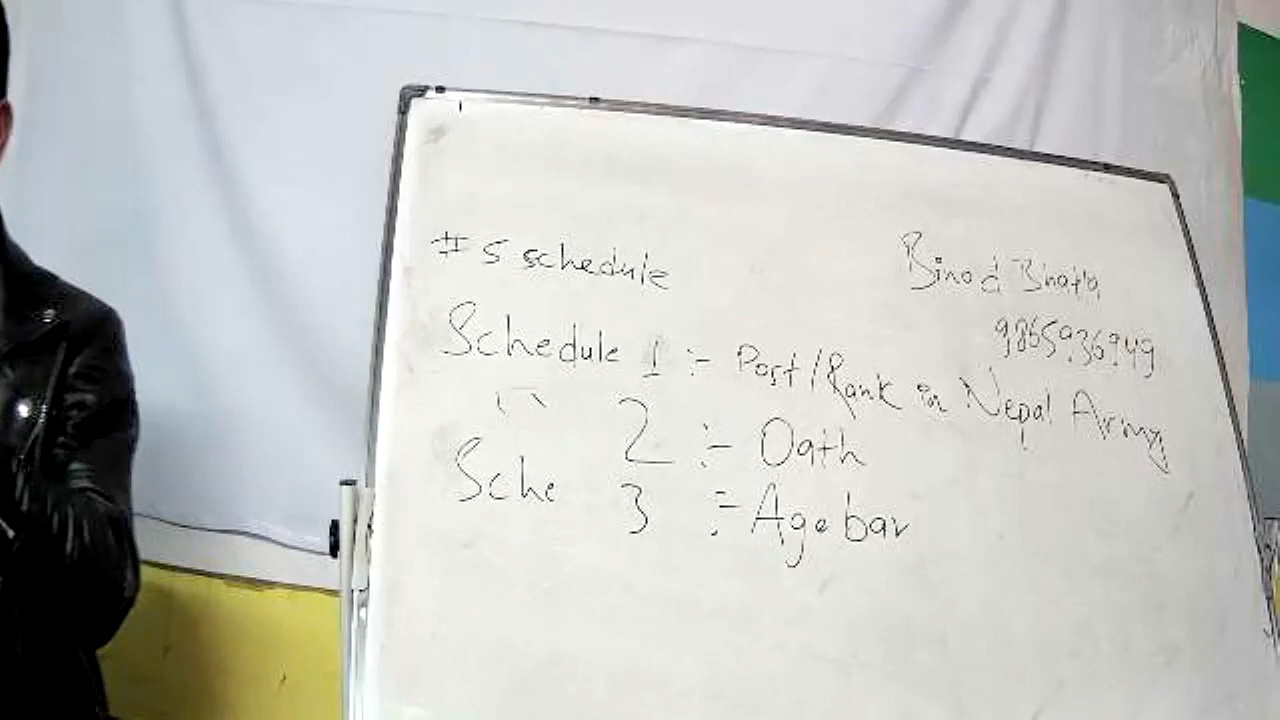 # 5 schedule
Binod Bhatta
9865936949
Schedule 1 :- Post/Rank in Nepal Army
" 2 :- Oath
Sche 3 :- Age bar